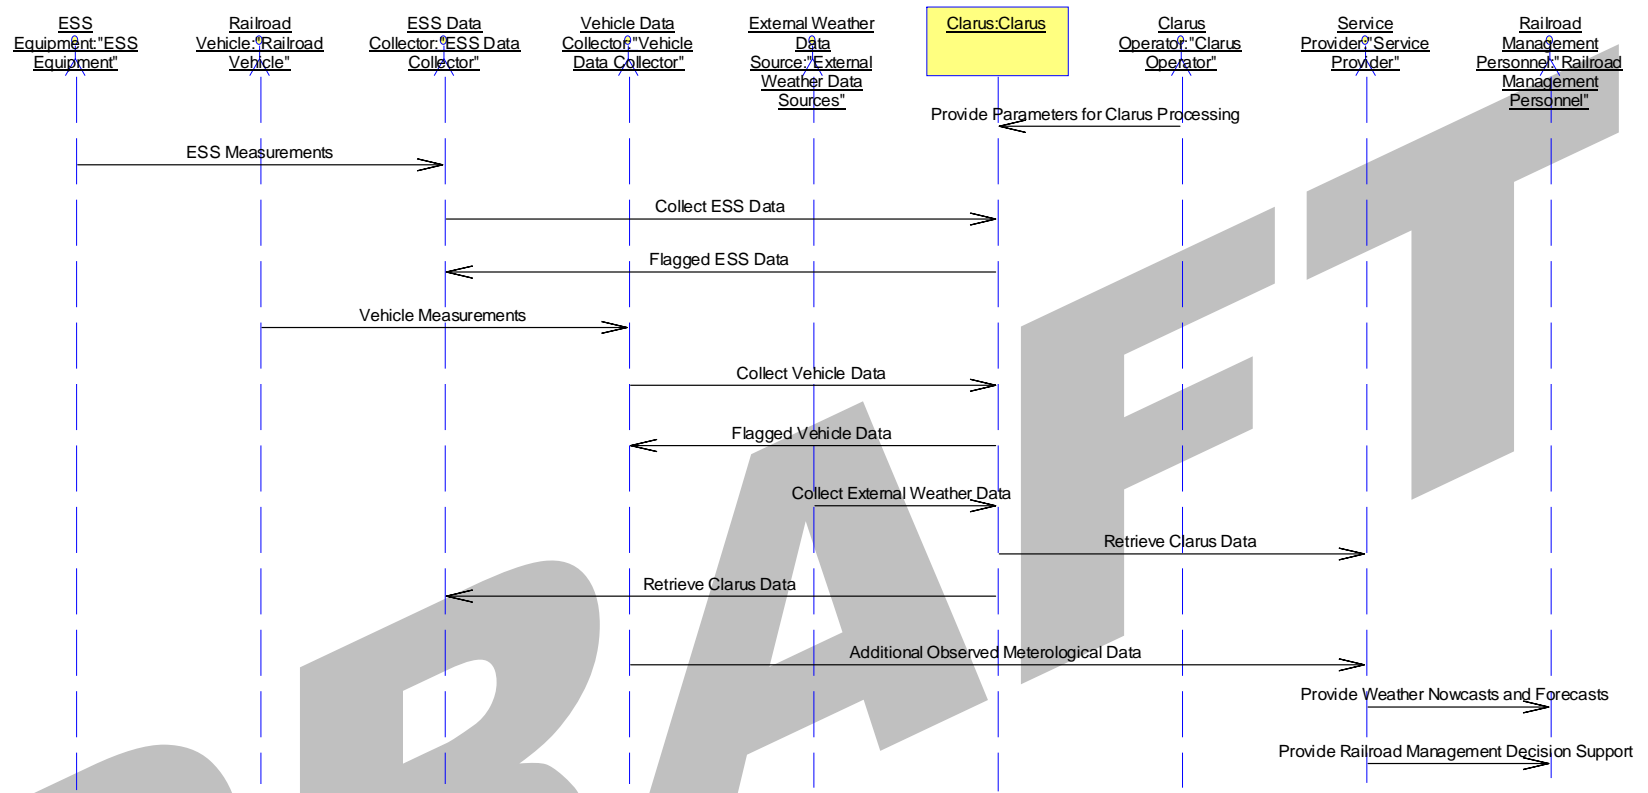 ESS
Equipment:"ESS
Equipment"
Railroad
Vehicle:"Railroad
Vehicle"
ESS Data
Collector:"ESS Data
Collector"
Vehicle Data
Collector:"Vehicle
Data Collector"
External Weather
Data
Source:"External
Weather Data
Sources"
Clarus:Clarus
Clarus
Operator:"Clarus
Operator"
Service
Provider:"Service
Provider"
Railroad
Management
Personnel:"Railroad
Management
Personnel"
Provide Parameters for Clarus Processing
ESS Measurements
Collect ESS Data
Flagged ESS Data
Vehicle Measurements
Collect Vehicle Data
Flagged Vehicle Data
Collect External Weather Data
Retrieve Clarus Data
Retrieve Clarus Data
Additional Observed Meterological Data
Provide Weather Nowcasts and Forecasts
Provide Railroad Management Decision Support
DRAFT